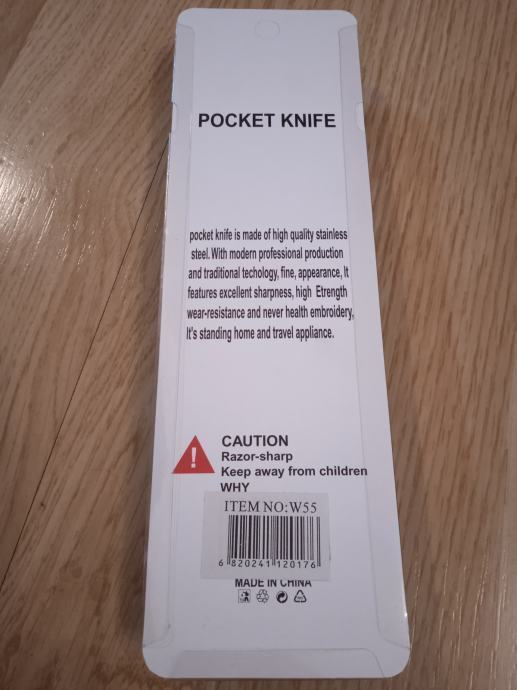 POCKET KNIFE
pocket knife is made of high quality stainless
steel. With modern professional production
and traditional techology, fine, appearance, It
features excellent sharpness, high Etrength
wear-resistance and never health embroidery,
It's standing home and travel appliance.
CAUTION
Razor-sharp
Keep away from children
WHY
ITEM NO:W55
6 820241 120176
MADE IN CHINA